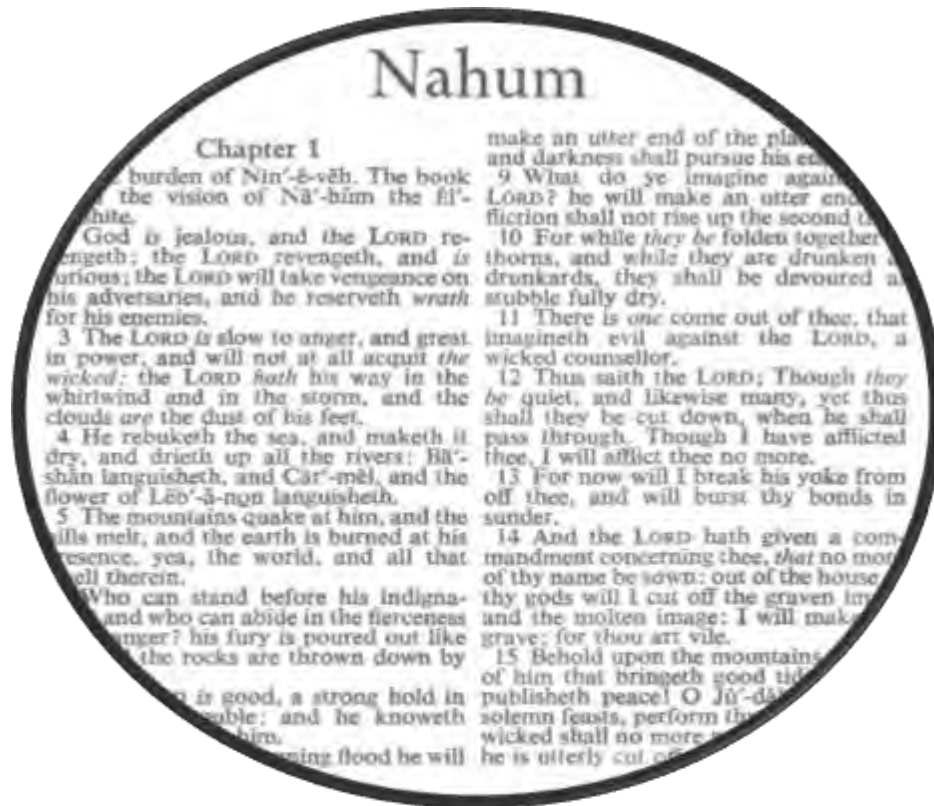 Nahum
Chapter 1
burden of Nĭn′-ĕ-vēh. The book
the vision of Nā′-hŭm the Ĕl′-
God is jealous, and the LORD re-
the LORD revengeth, and is
the LORD will take vengeance on
his adversaries, and he reserveth wrath
for his enemies.
3 The LORD is slow to anger, and great
in power, and will not at all acquit the
wicked: the LORD hath his way in the
whirlwind and in the storm, and the
clouds are the dust of his feet.
4 He rebuketh the sea, and maketh it
dry, and drieth up all the rivers: Bā′-
shăn languisheth, and Cär′-mĕl, and the
flower of Lĕb′-ă-nọn languisheth.
5 The mountains quake at him, and the
melt, and the earth is burned at his
yea, the world, and all that
therein.
Who can stand before his indigna-
and who can abide in the fierceness
anger? his fury is poured out like
the rocks are thrown down by
is good, a strong hold in
and he knoweth
him.
flood he will
make an utter end of the
and darkness shall pursue his
9 What do ye imagine
LORD? he will make an utter
fliction shall not rise up the second
10 For while they be folden together
thorns, and while they are drunken
drunkards, they shall be devoured
stubble fully dry.
11 There is one come out of thee, that
imagineth evil against the LORD, a
wicked counsellor.
12 Thus saith the LORD; Though they
be quiet, and likewise many, yet thus
shall they be cut down, when he shall
pass through. Though I have afflicted
thee, I will afflict thee no more.
13 For now will I break his yoke from
off thee, and will burst thy bonds in
sunder.
14 And the LORD hath given a com-
mandment concerning thee, that no
of thy name be sown: out of the house
thy gods will I cut off the graven
and the molten image: I will
grave; for thou art vile.
15 Behold upon the mountains
of him that bringeth good
publisheth peace! O Jū′-dăh
solemn feasts, perform
wicked shall no more
he is utterly cut